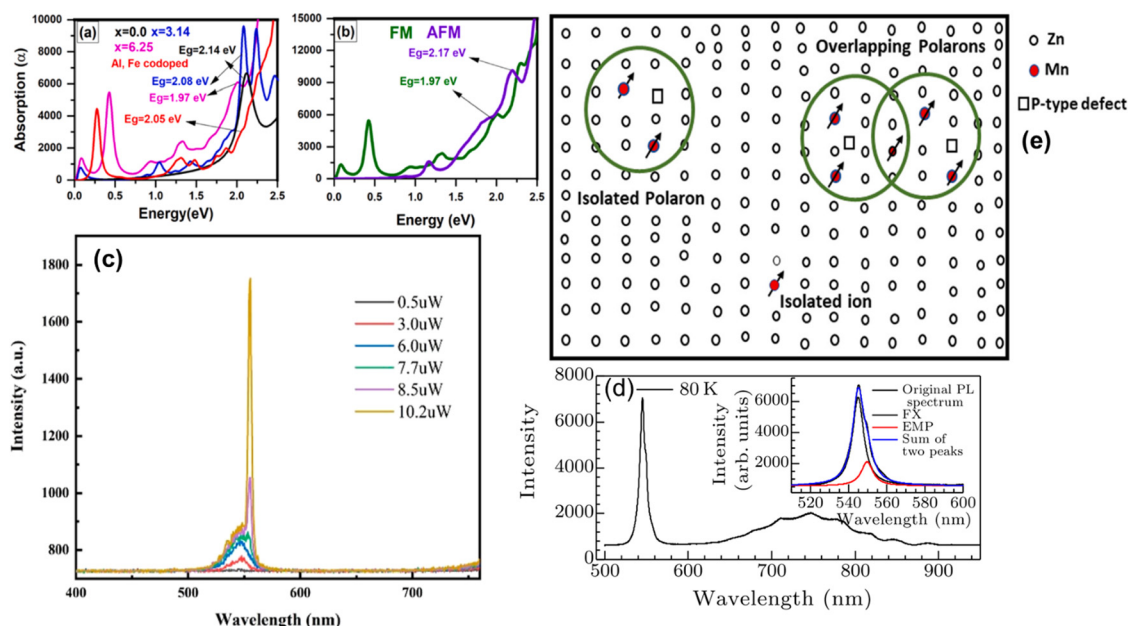 (a)
x=0.0 x=3.14
x=6.25
Al, Fe codoped
Eg=2.14 eV
Eg=2.08 eV
Eg=1.97 eV
Eg=2.05 eV
Absorption (α)
10000
8000
6000
4000
2000
0
0.0 0.5 1.0 1.5 2.0 2.5
Energy(eV)
(b)
FM AFM
Eg=2.17 eV
Eg=1.97 eV
15000
12000
9000
6000
3000
0
0.0 0.5 1.0 1.5 2.0 2.5
Energy (eV)
(e)
Overlapping Polarons
Isolated Polaron
Isolated ion
Zn
Mn
P-type defect
(c)
Intensity (a.u.)
1800
1600
1400
1200
1000
800
0.5uW
3.0uW
6.0uW
7.7uW
8.5uW
10.2uW
400 500 600 700
Wavelength (nm)
(d)
80 K
Intensity
8000
6000
4000
2000
0
500 600 700 800 900
Wavelength (nm)
Intensity
(arb. units)
6000
4000
2000
Original PL
spectrum
FX
EMP
Sum of
two peaks
520 540 560 580 600
Wavelength (nm)